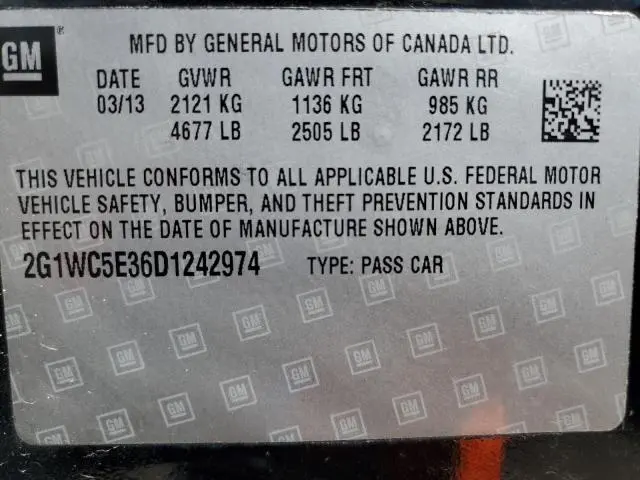 GM ®
MFD BY GENERAL MOTORS OF CANADA LTD.
DATE GVWR GAWR FRT GAWR RR
03/13 2121 KG 1136 KG 985 KG
4677 LB 2505 LB 2172 LB
THIS VEHICLE CONFORMS TO ALL APPLICABLE U.S. FEDERAL MOTOR
VEHICLE SAFETY, BUMPER, AND THEFT PREVENTION STANDARDS IN
EFFECT ON THE DATE OF MANUFACTURE SHOWN ABOVE.
2G1WC5E36D1242974 TYPE: PASS CAR